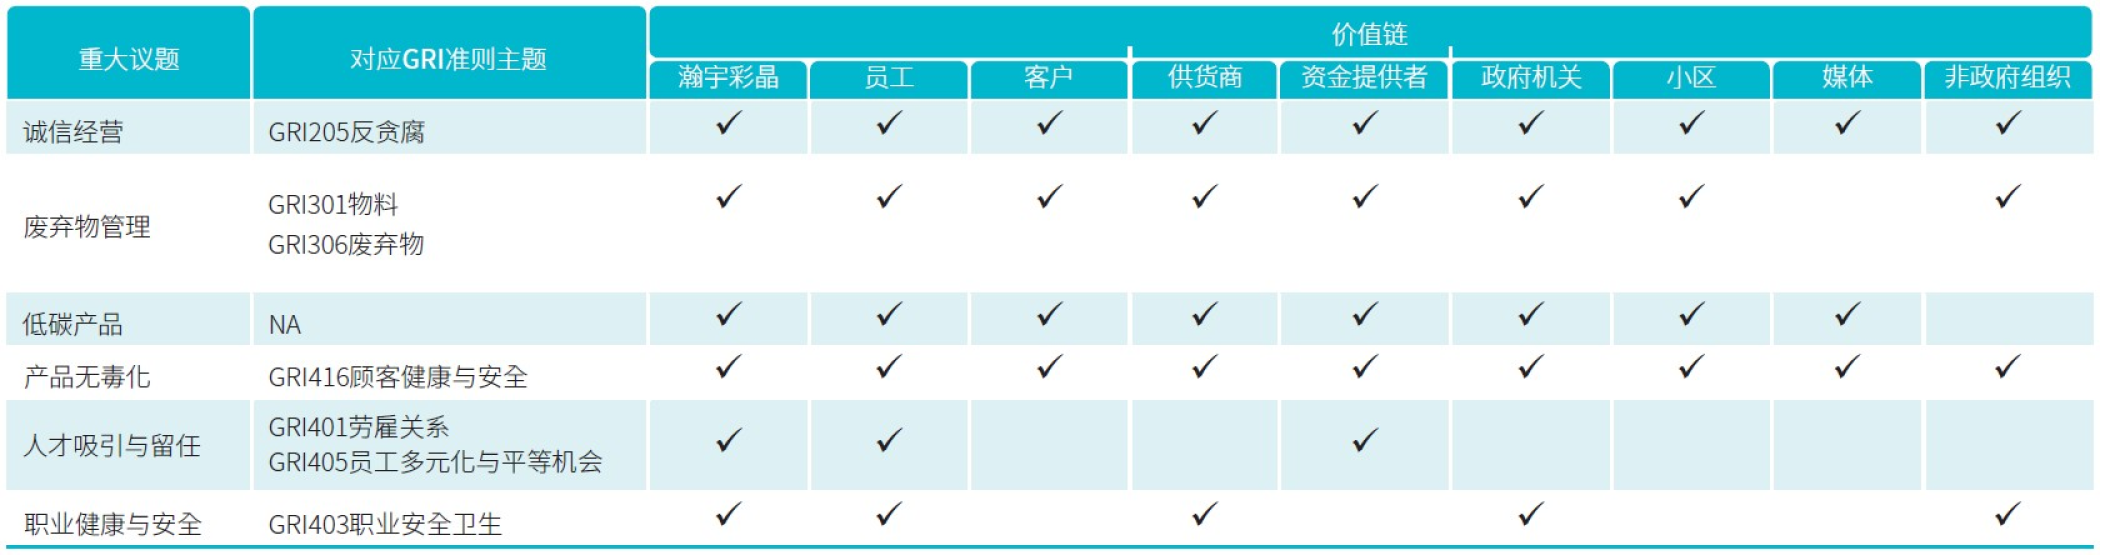 重大议题 对应GRI准则主题 价值链
瀚宇彩晶 员工 客户 供货商 资金提供者 政府机关 小区 媒体 非政府组织
诚信经营 GRI205反贪腐 ✓ ✓ ✓ ✓ ✓ ✓ ✓ ✓ ✓
废弃物管理 GRI301物料 ✓ ✓ ✓ ✓ ✓ ✓ ✓ ✓
GRI306废弃物
低碳产品 NA ✓ ✓ ✓ ✓ ✓ ✓ ✓ ✓
产品无毒化 GRI416顾客健康与安全 ✓ ✓ ✓ ✓ ✓ ✓ ✓ ✓ ✓
人才吸引与留任 GRI401劳雇关系 ✓ ✓ ✓
GRI405员工多元化与平等机会
职业健康与安全 GRI403职业安全卫生 ✓ ✓ ✓ ✓ ✓